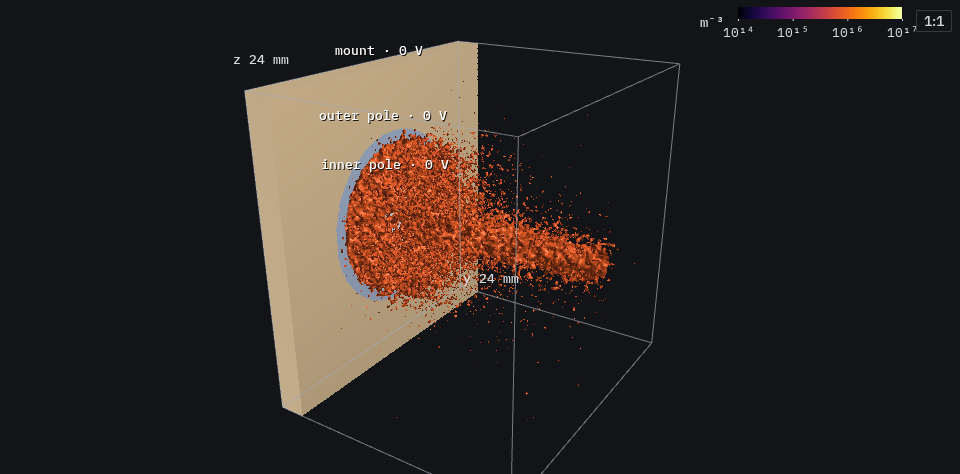 m⁻³
10¹⁴ 10¹⁵ 10¹⁶ 10¹⁷
1:1
mount · 0 V
z 24 mm
outer pole · 0 V
inner pole · 0 V
y 24 mm